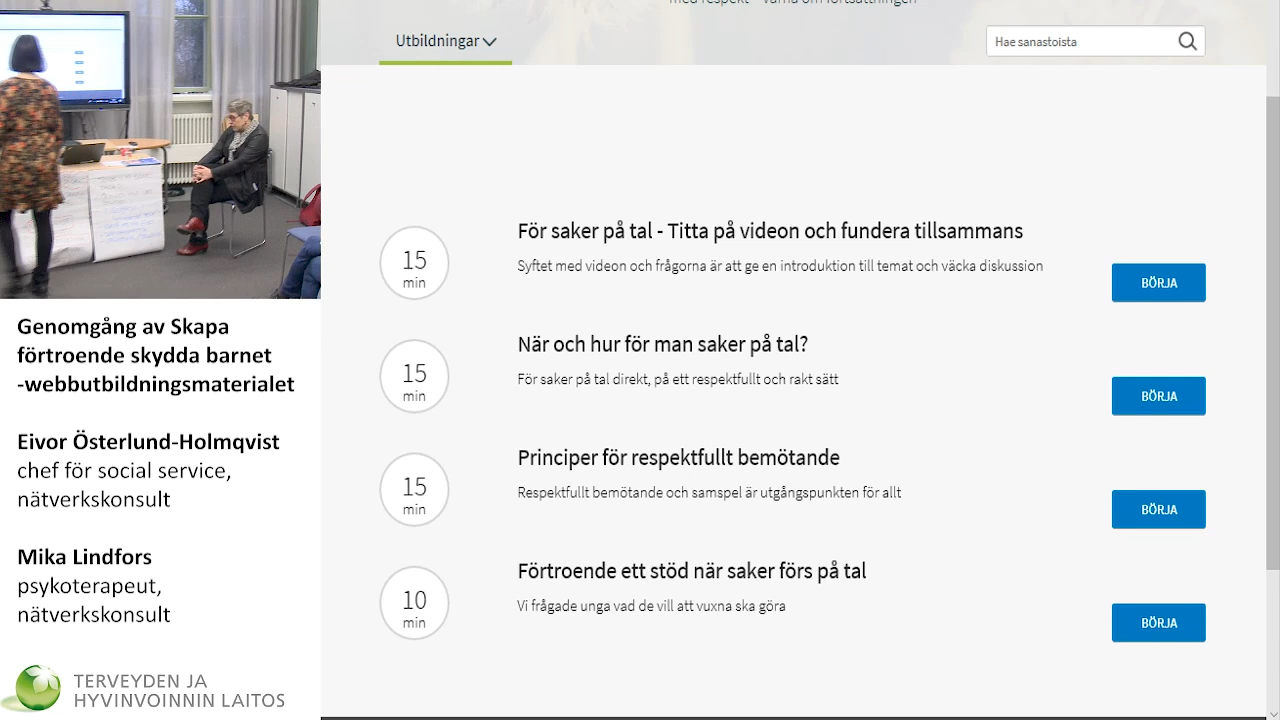 med respekt - värna om fortsättningen
Utbildningar
Hae sanastoista
För saker på tal - Titta på videon och fundera tillsammans
15
min
Syftet med videon och frågorna är att ge en introduktion till temat och väcka diskussion
BÖRJA
När och hur för man saker på tal?
15
min
För saker på tal direkt, på ett respektfullt och rakt sätt
BÖRJA
Principer för respektfullt bemötande
15
min
Respektfullt bemötande och samspel är utgångspunkten för allt
BÖRJA
Förtroende ett stöd när saker förs på tal
10
min
Vi frågade unga vad de vill att vuxna ska göra
BÖRJA
Genomgång av Skapa
förtroende skydda barnet
-webbutbildningsmaterialet
Eivor Österlund-Holmqvist
chef för social service,
nätverkskonsult
Mika Lindfors
psykoterapeut,
nätverkskonsult
TERVEYDEN JA
HYVINVOINNIN LAITOS